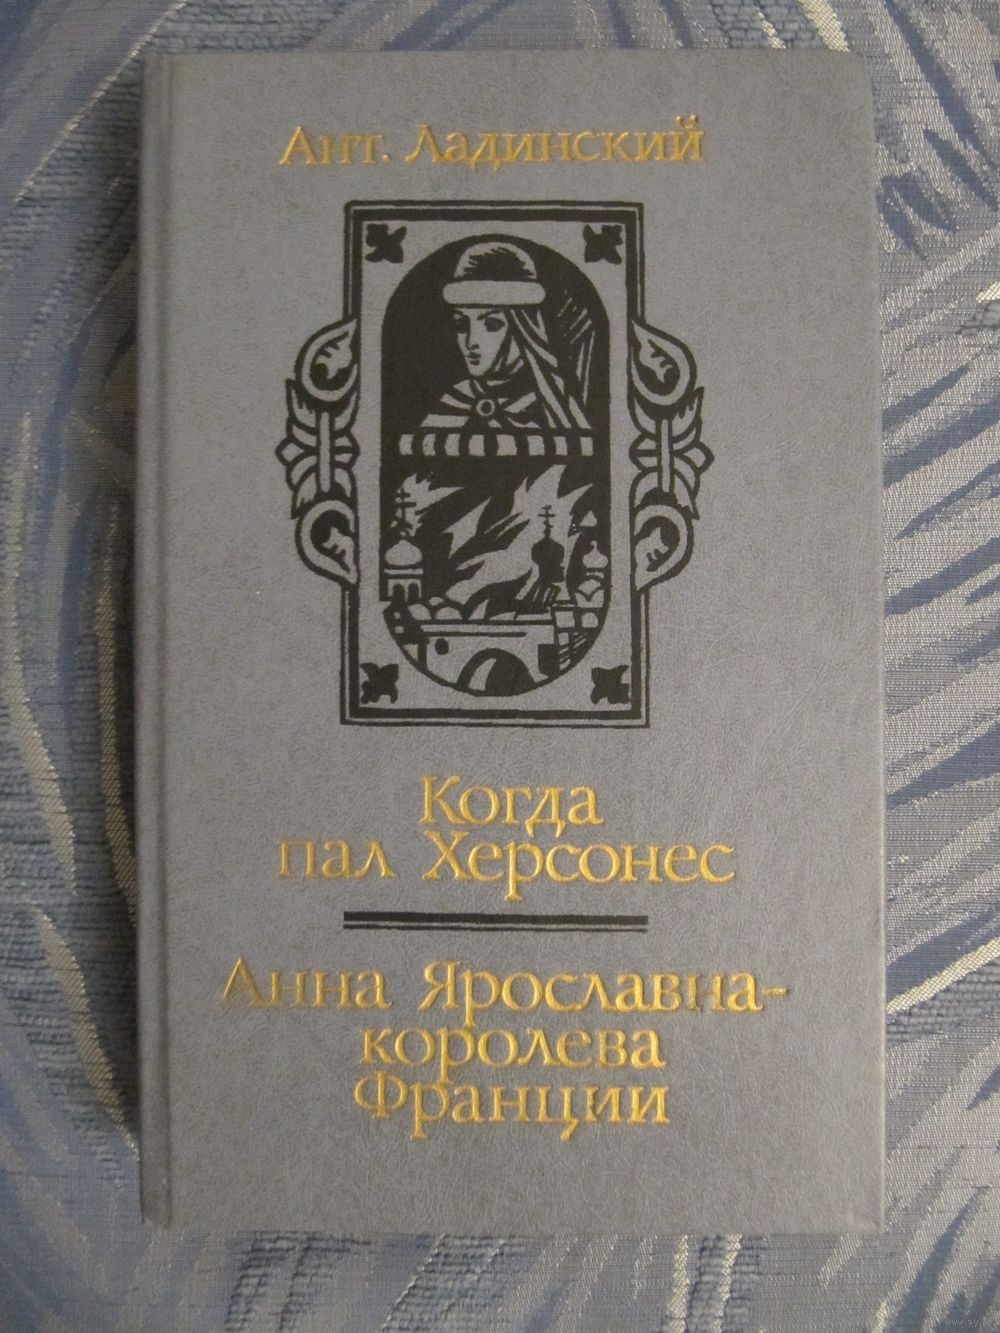 Ант. Ладинский
Когда
пал Херсонес
Анна Ярославна-
королева
Франции